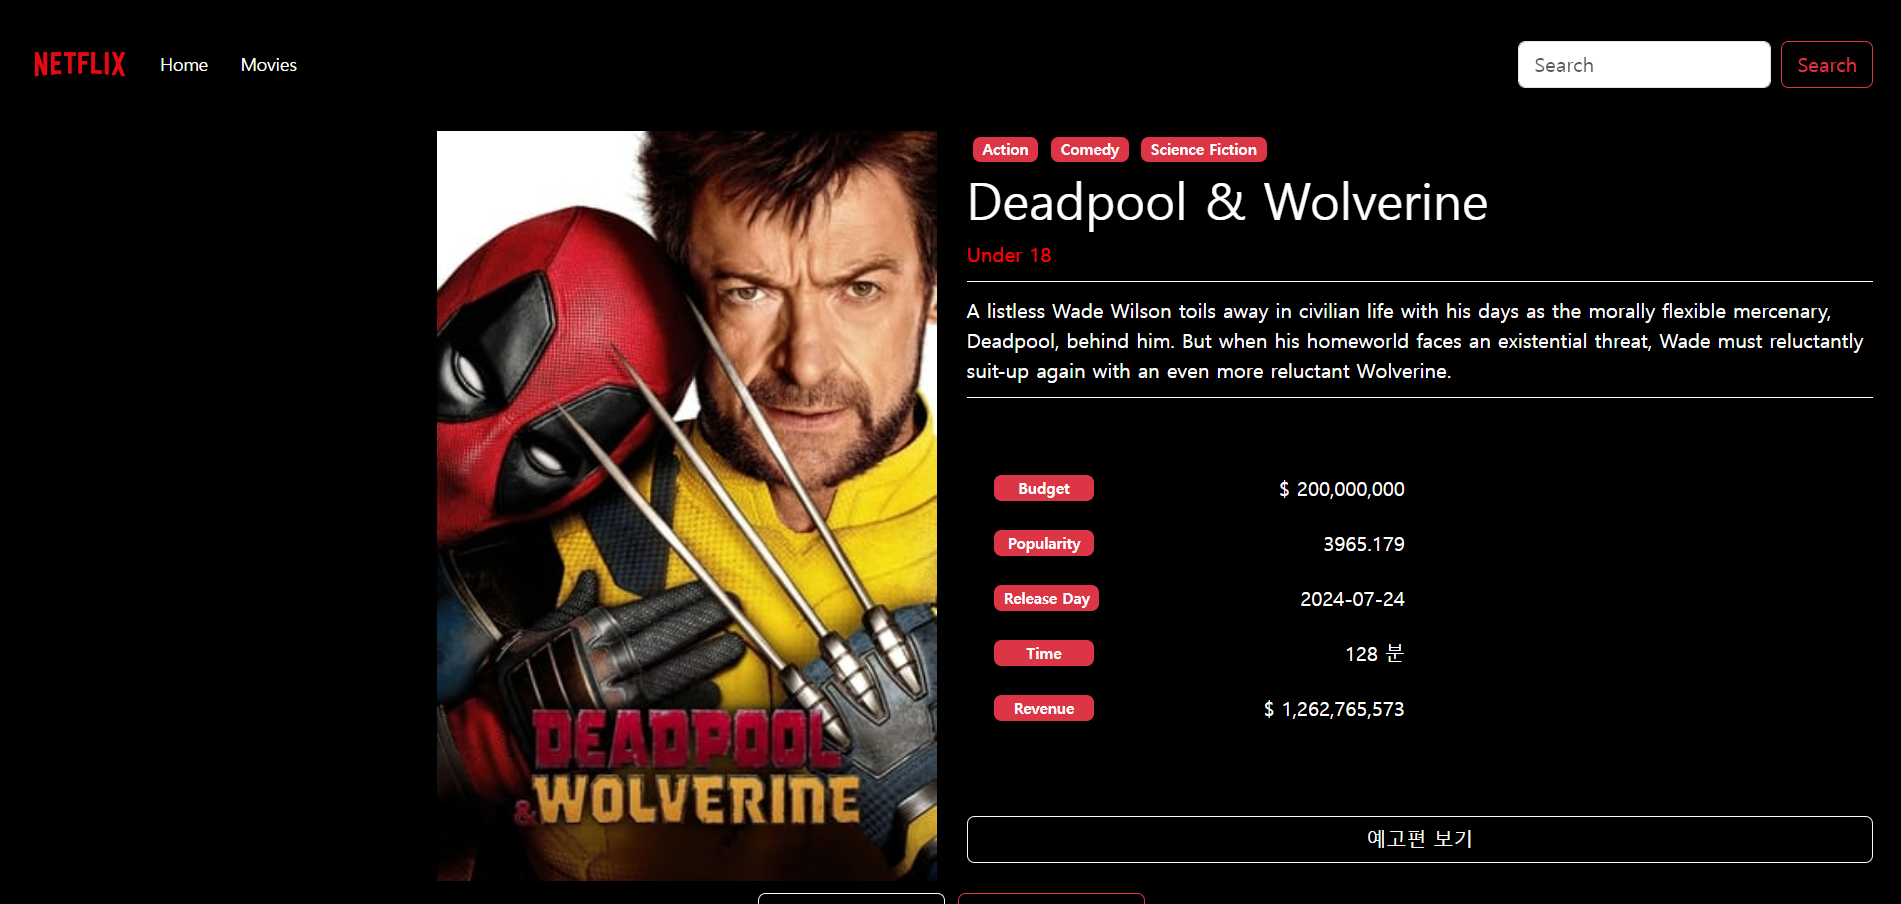 NETFLIX Home Movies Search Search
Action Comedy Science Fiction
Deadpool & Wolverine
Under 18
A listless Wade Wilson toils away in civilian life with his days as the morally flexible mercenary,
Deadpool, behind him. But when his homeworld faces an existential threat, Wade must reluctantly
suit-up again with an even more reluctant Wolverine.
Budget $ 200,000,000
Popularity 3965.179
Release Day 2024-07-24
Time 128 분
Revenue $ 1,262,765,573
DEADPOOL
&WOLVERINE
예고편 보기